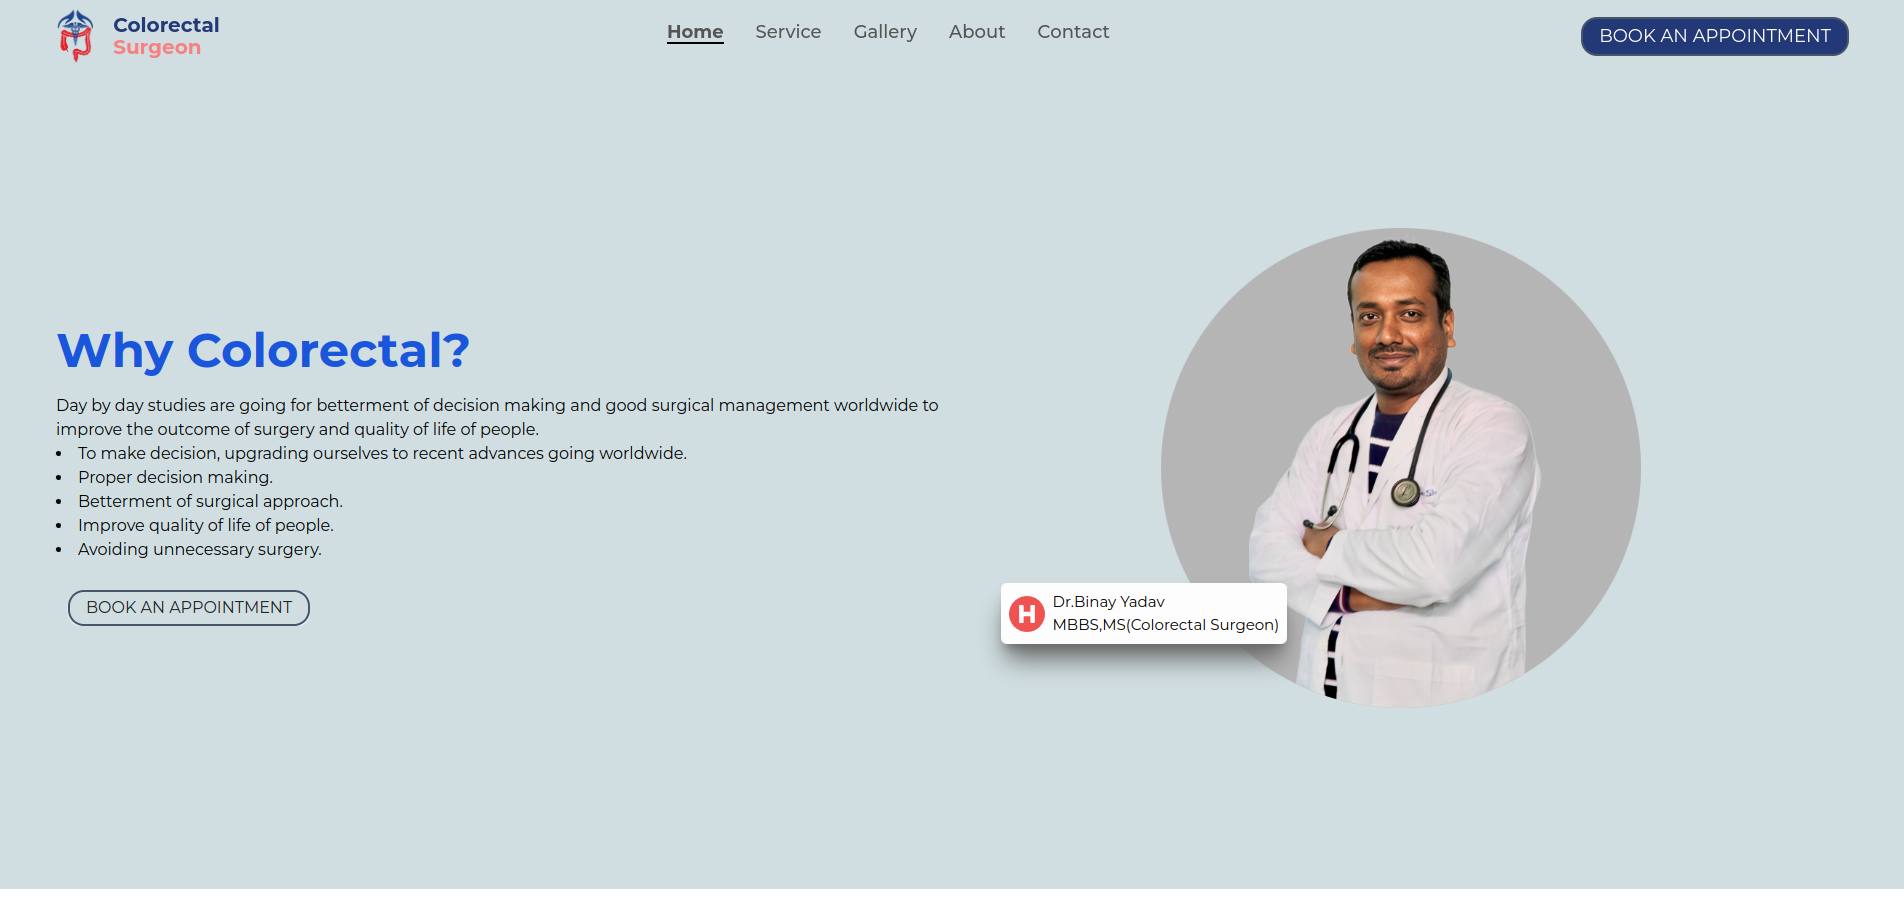 Colorectal
Surgeon
Home
Service
Gallery
About
Contact
BOOK AN APPOINTMENT
Why Colorectal?
Day by day studies are going for betterment of decision making and good surgical management worldwide to
improve the outcome of surgery and quality of life of people.
• To make decision, upgrading ourselves to recent advances going worldwide.
• Proper decision making.
• Betterment of surgical approach.
• Improve quality of life of people.
• Avoiding unnecessary surgery.
BOOK AN APPOINTMENT
H
Dr.Binay Yadav
MBBS,MS(Colorectal Surgeon)